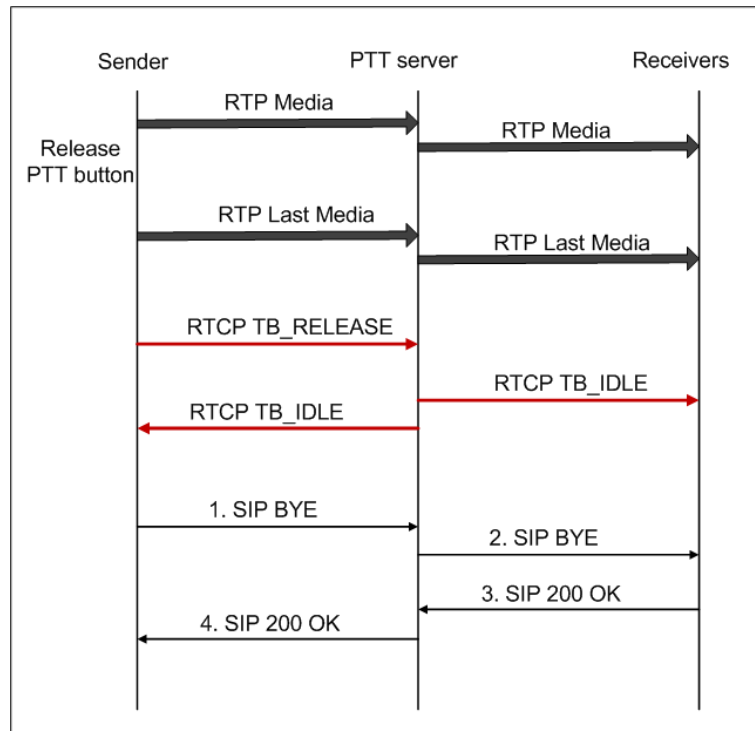 Sender
PTT server
Receivers
RTP Media
RTP Media
Release
PTT button
RTP Last Media
RTP Last Media
RTCP TB_RELEASE
RTCP TB_IDLE
RTCP TB_IDLE
1. SIP BYE
2. SIP BYE
3. SIP 200 OK
4. SIP 200 OK